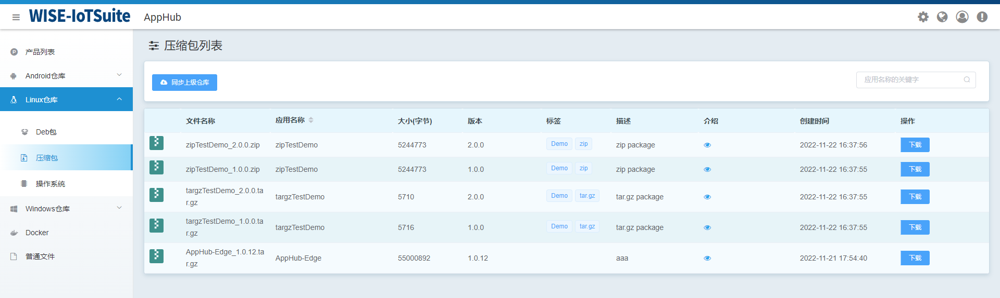 WISE-IoTSuite AppHub
产品列表
Android仓库
Linux仓库
Deb包
压缩包
操作系统
Windows仓库
Docker
普通文件
压缩包列表
同步上级仓库
应用名称的关键字
文件名称 应用名称 大小(字节) 版本 标签 描述 介绍 创建时间 操作
zipTestDemo_2.0.0.zip zipTestDemo 5244773 2.0.0 Demo zip zip package 2022-11-22 16:37:56 下载
zipTestDemo_1.0.0.zip zipTestDemo 5244773 1.0.0 Demo zip zip package 2022-11-22 16:37:55 下载
targzTestDemo_2.0.0.ta
r.gz targzTestDemo 5710 2.0.0 Demo tar.gz tar.gz package 2022-11-22 16:37:55 下载
targzTestDemo_1.0.0.ta
r.gz targzTestDemo 5716 1.0.0 Demo tar.gz tar.gz package 2022-11-22 16:37:55 下载
AppHub-Edge_1.0.12.ta
r.gz AppHub-Edge 55000892 1.0.12 aaa 2022-11-21 17:54:40 下载